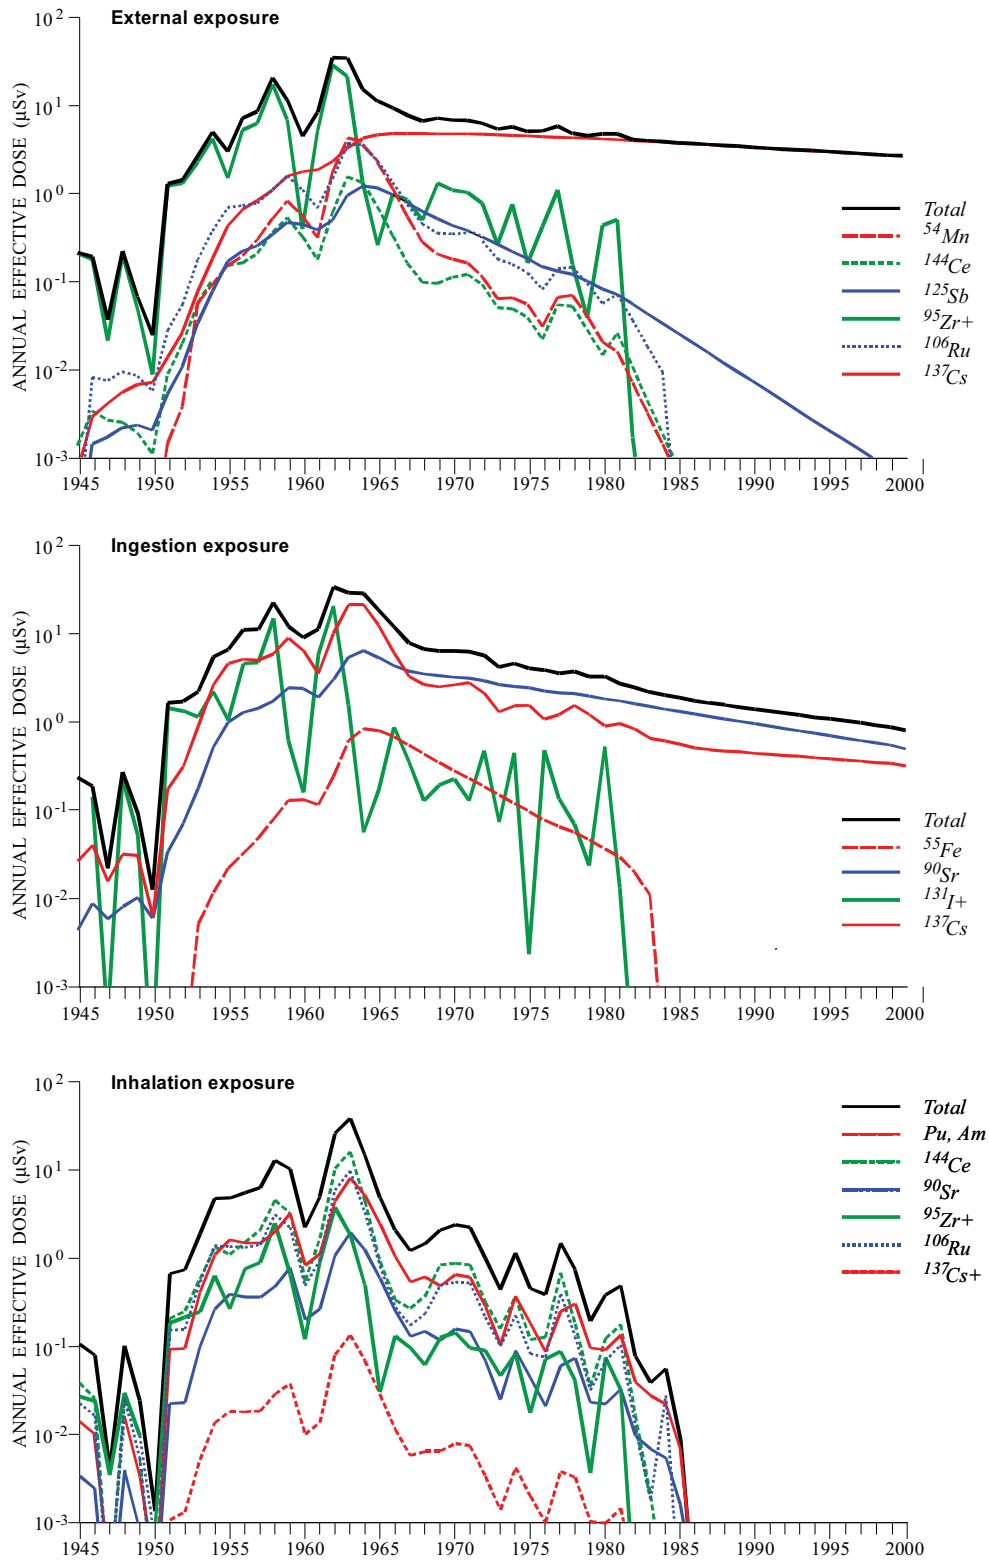 External exposure
ANNUAL EFFECTIVE DOSE (μSv)
10²
10¹
10⁰
10⁻¹
10⁻²
10⁻³
Total
⁵⁴Mn
¹⁴⁴Ce
¹²⁵Sb
⁹⁵Zr+
¹⁰⁶Ru
¹³⁷Cs
1945 1950 1955 1960 1965 1970 1975 1980 1985 1990 1995 2000
Ingestion exposure
ANNUAL EFFECTIVE DOSE (μSv)
10²
10¹
10⁰
10⁻¹
10⁻²
10⁻³
Total
⁵⁵Fe
⁹⁰Sr
¹³¹I+
¹³⁷Cs
1945 1950 1955 1960 1965 1970 1975 1980 1985 1990 1995 2000
Inhalation exposure
ANNUAL EFFECTIVE DOSE (μSv)
10²
10¹
10⁰
10⁻¹
10⁻²
10⁻³
Total
Pu, Am
¹⁴⁴Ce
⁹⁰Sr
⁹⁵Zr+
¹⁰⁶Ru
¹³⁷Cs+
1945 1950 1955 1960 1965 1970 1975 1980 1985 1990 1995 2000